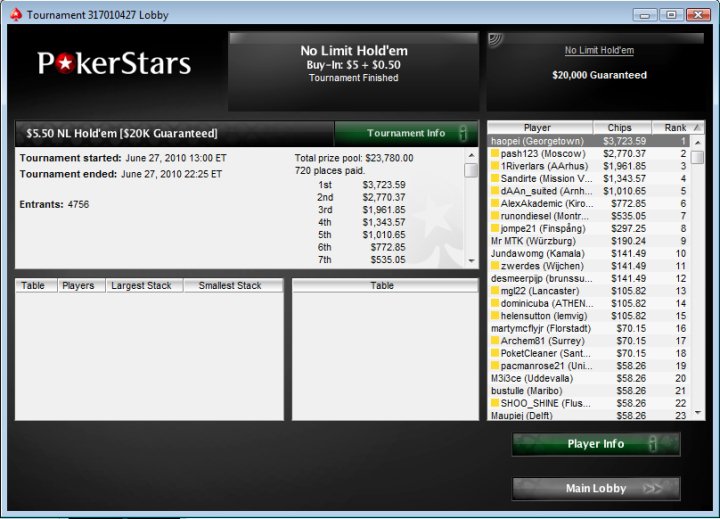 Tournament 317010427 Lobby
PokerStars
No Limit Hold'em
Buy-In: $5 + $0.50
Tournament Finished
No Limit Hold'em
$20,000 Guaranteed
$5.50 NL Hold'em [$20K Guaranteed]
Tournament Info
Tournament started: June 27, 2010 13:00 ET
Tournament ended: June 27, 2010 22:25 ET
Entrants: 4756
Total prize pool: $23,780.00
720 places paid.
1st $3,723.59
2nd $2,770.37
3rd $1,961.85
4th $1,343.57
5th $1,010.65
6th $772.85
7th $535.05
Table Players Largest Stack Smallest Stack
Table
Player Chips Rank
haopei (Georgetown) $3,723.59 1
pash123 (Moscow) $2,770.37 2
1Riverlars (AArhus) $1,961.85 3
Sandirte (Mission V... $1,343.57 4
dAAn_suited (Arnh... $1,010.65 5
AlexAkademic (Kiro... $772.85 6
runondiesel (Montr... $535.05 7
jompe21 (Finspång) $297.25 8
Mr MTK (Würzburg) $190.24 9
Jundawomg (Kamala) $141.49 10
zwerdes (Wijchen) $141.49 11
desmeerpijp (brunssu... $141.49 12
mgl22 (Lancaster) $105.82 13
dominicuba (ATHEN... $105.82 14
helensutton (lemvig) $105.82 15
martymcflyjr (Florstadt) $70.15 16
Archem81 (Surrey) $70.15 17
PoketCleaner (Sant... $70.15 18
pacmanrose21 (Uni... $58.26 19
M3i3ce (Uddevalla) $58.26 20
bustulle (Maribo) $58.26 21
SHOO_SHINE (Flus... $58.26 22
Maupiej (Delft) $58.26 23
Player Info
Main Lobby